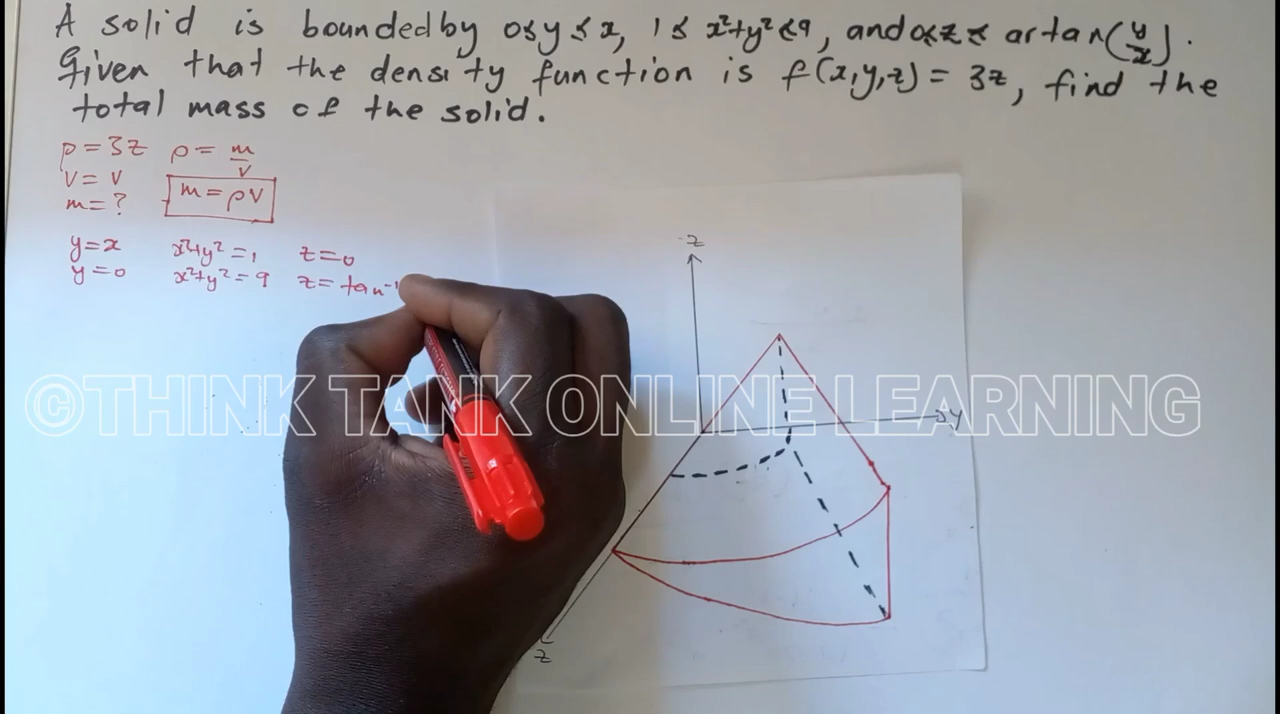 A solid is bounded by 0≤y≤x, 1≤ x²+y²≤9, and 0≤z≤ artan(y/x).
Given that the density function is f(x,y,z) = 3z, find the
total mass of the solid.
ρ=3z ρ= m/v
v=v
m=? m=ρv
y=x x²+y²=1 z=0
y=0 x²+y²=9 z=tan⁻¹
z
y
z
©THINK TANK ONLINE LEARNING